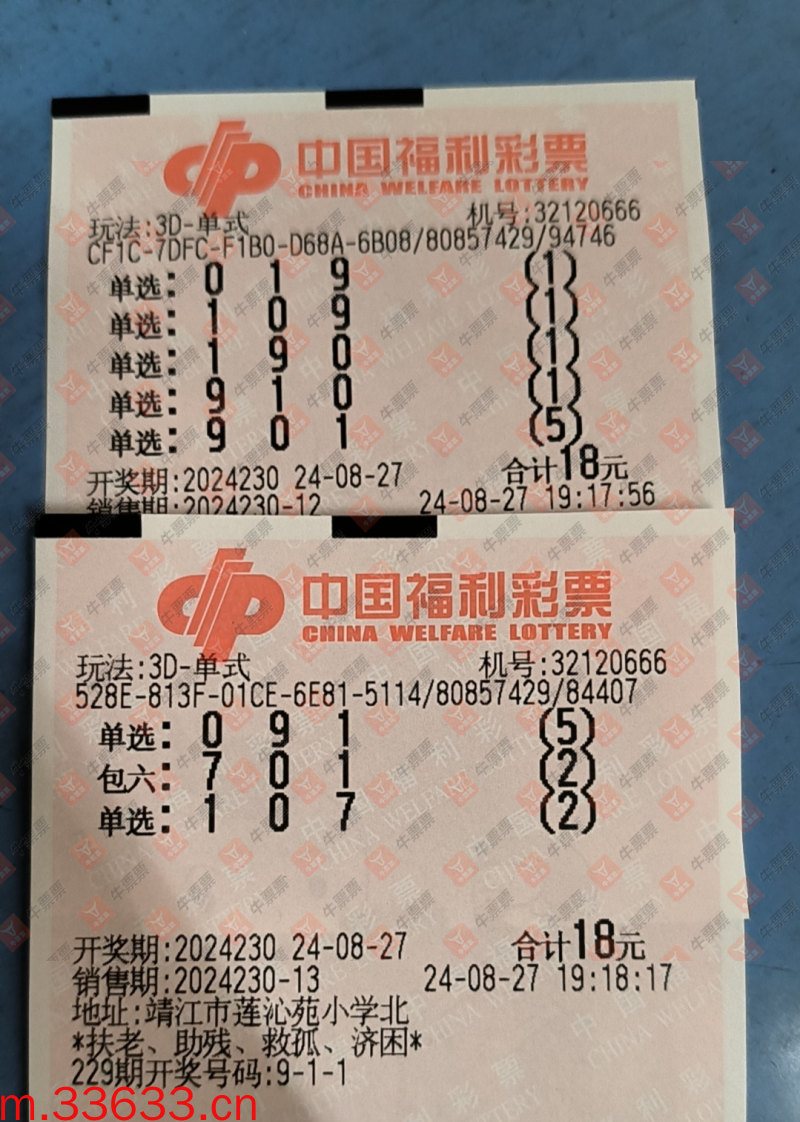 中国福利彩票
CHINA WELFARE LOTTERY
玩法:3D-单式 机号:32120666
CF1C-7DFC-F1B0-D68A-6B08/80857429/94746
单选: 0 1 9 (1)
单选: 1 0 9 (1)
单选: 1 9 0 (1)
单选: 9 1 0 (1)
单选: 9 0 1 (5)
开奖期:2024230 24-08-27 合计18元
销售期:2024230-12 24-08-27 19:17:56
中国福利彩票
CHINA WELFARE LOTTERY
玩法:3D-单式 机号:32120666
528E-813F-01CE-6E81-5114/80857429/84407
单选: 0 9 1 (5)
包六: 7 0 1 (2)
单选: 1 0 7 (2)
开奖期:2024230 24-08-27 合计18元
销售期:2024230-13 24-08-27 19:18:17
地址:靖江市莲沁苑小学北
*扶老、助残、救孤、济困*
229期开奖号码:9-1-1
m.33633.cn
牛票票